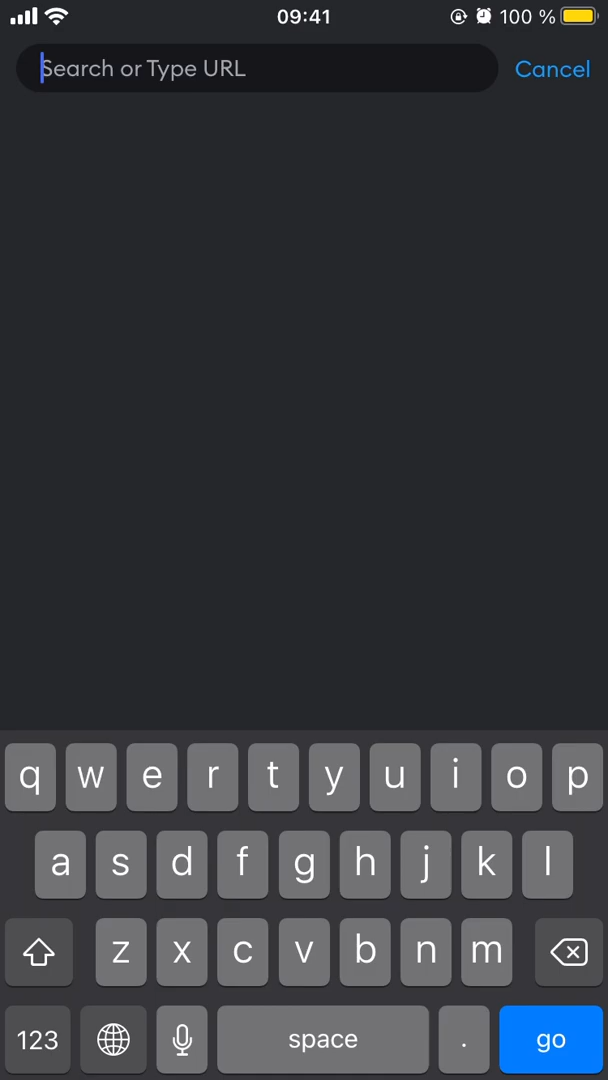 09:41
100 %
Search or Type URL
Cancel
q w e r t y u i o p
a s d f g h j k l
z x c v b n m
123 space . go